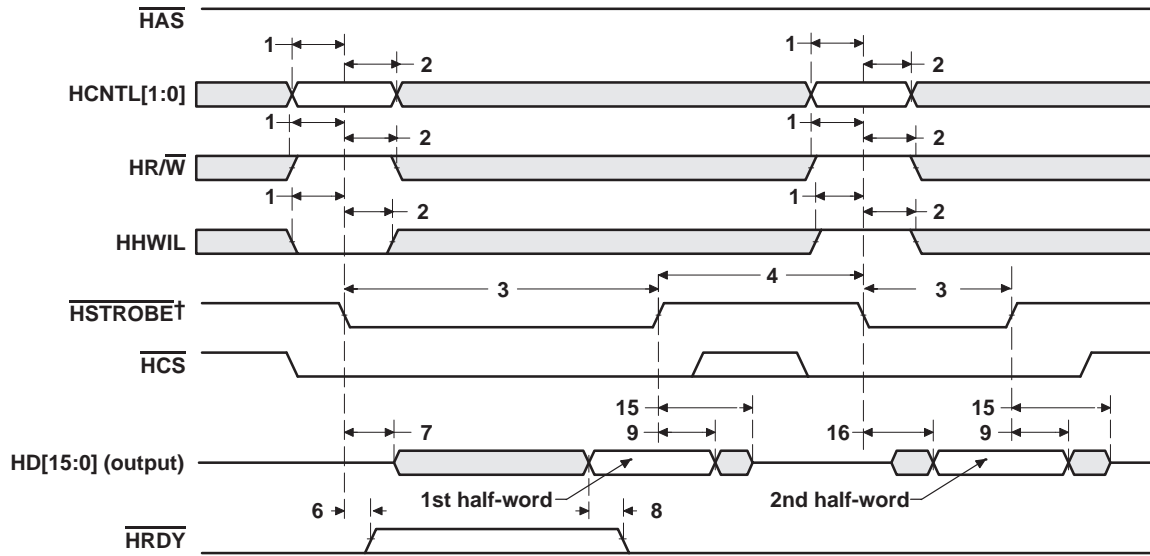 HAS
1
2
1
2
HCNTL[1:0]
1
2
1
2
HR/W
1
2
1
2
HHWIL
3
4
3
HSTROBE†
HCS
15
15
7
9
16
9
HD[15:0] (output)
1st half-word
2nd half-word
6
8
HRDY